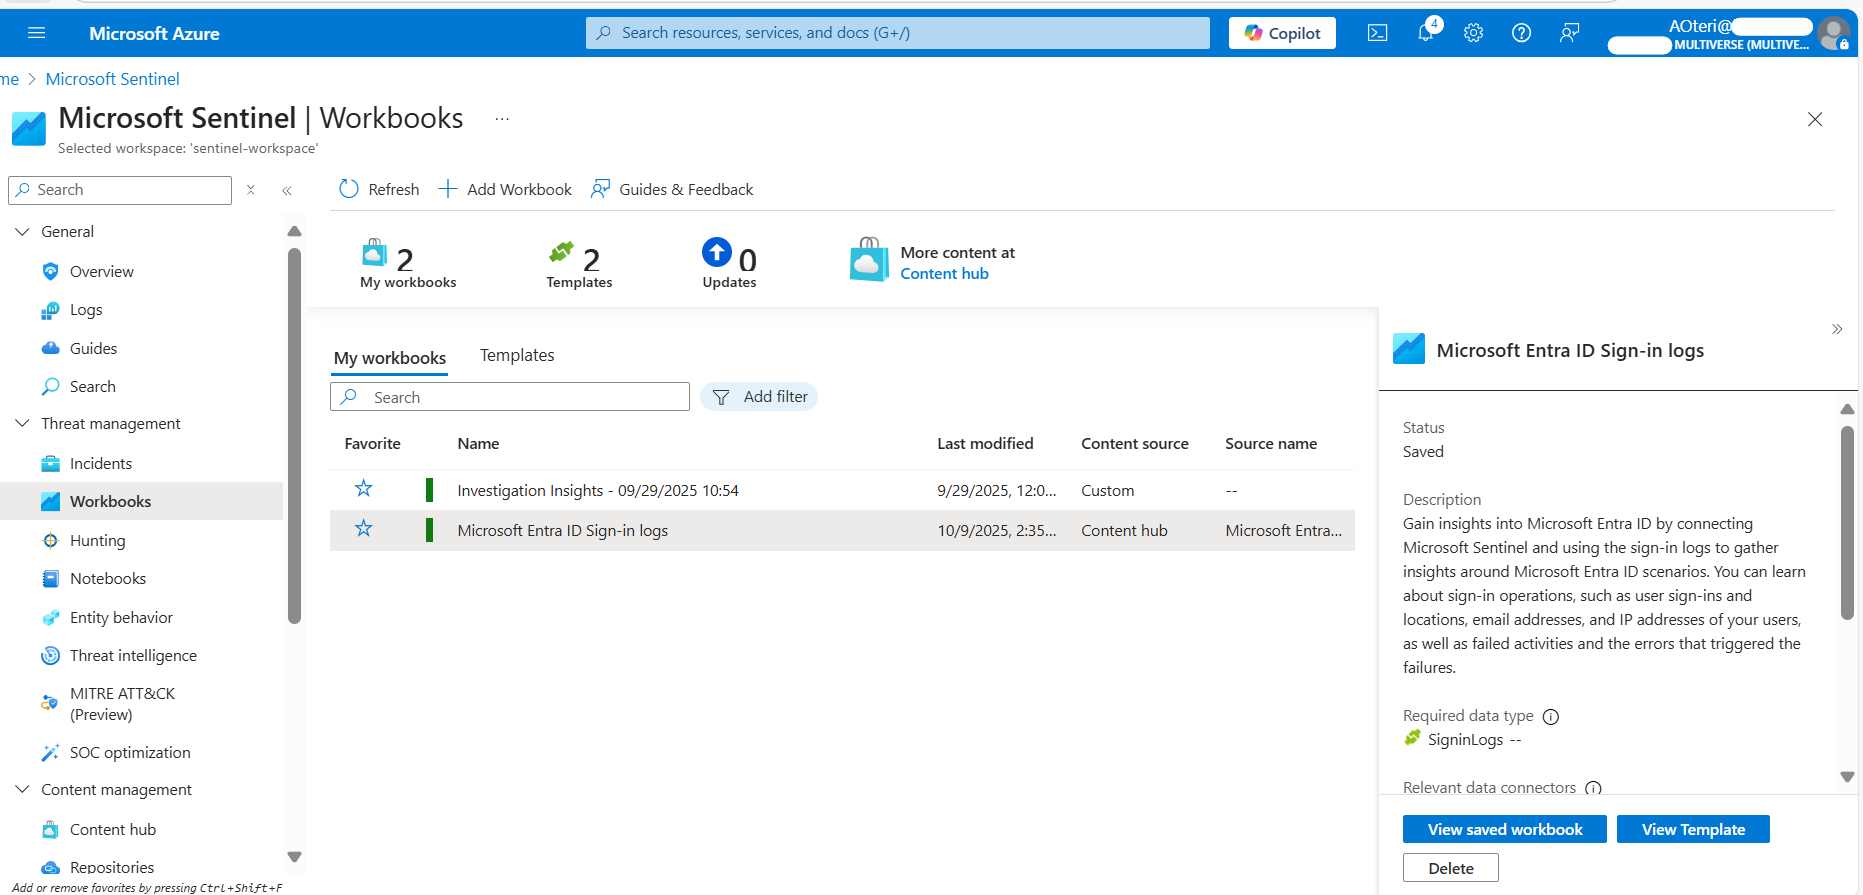 Microsoft Azure
Search resources, services, and docs (G+/)
Copilot
4
AOteri@
MULTIVERSE (MULTIVE...
me > Microsoft Sentinel
Microsoft Sentinel | Workbooks ...
Selected workspace: 'sentinel-workspace'
Search
Refresh
Add Workbook
Guides & Feedback
General
Overview
Logs
Guides
Search
Threat management
Incidents
Workbooks
Hunting
Notebooks
Entity behavior
Threat intelligence
MITRE ATT&CK
(Preview)
SOC optimization
Content management
Content hub
Repositories
Add or remove favorites by pressing Ctrl+Shift+F
2
My workbooks
2
Templates
0
Updates
More content at
Content hub
My workbooks
Templates
Search
Add filter
Favorite Name Last modified Content source Source name
Investigation Insights - 09/29/2025 10:54 9/29/2025, 12:0... Custom --
Microsoft Entra ID Sign-in logs 10/9/2025, 2:35... Content hub Microsoft Entra...
Microsoft Entra ID Sign-in logs
Status
Saved
Description
Gain insights into Microsoft Entra ID by connecting
Microsoft Sentinel and using the sign-in logs to gather
insights around Microsoft Entra ID scenarios. You can learn
about sign-in operations, such as user sign-ins and
locations, email addresses, and IP addresses of your users,
as well as failed activities and the errors that triggered the
failures.
Required data type
SigninLogs --
Relevant data connectors
View saved workbook
View Template
Delete